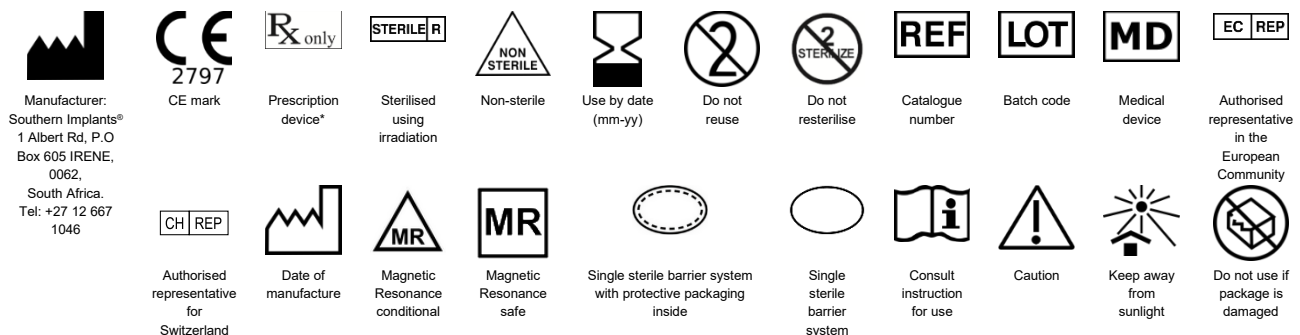 CE
2797
Rx only
STERILE R
NON
STERILE
2
2
STERILIZE
REF
LOT
MD
EC REP
Manufacturer:
Southern Implants®
1 Albert Rd, P.O
Box 605 IRENE,
0062,
South Africa.
Tel: +27 12 667
1046
CE mark
Prescription
device*
Sterilised
using
irradiation
Non-sterile
Use by date
(mm-yy)
Do not
reuse
Do not
resterilise
Catalogue
number
Batch code
Medical
device
Authorised
representative
in the
European
Community
CH REP
MR
MR
i
!
Authorised
representative
for
Switzerland
Date of
manufacture
Magnetic
Resonance
conditional
Magnetic
Resonance
safe
Single sterile barrier system
with protective packaging
inside
Single
sterile
barrier
system
Consult
instruction
for use
Caution
Keep away
from
sunlight
Do not use if
package is
damaged